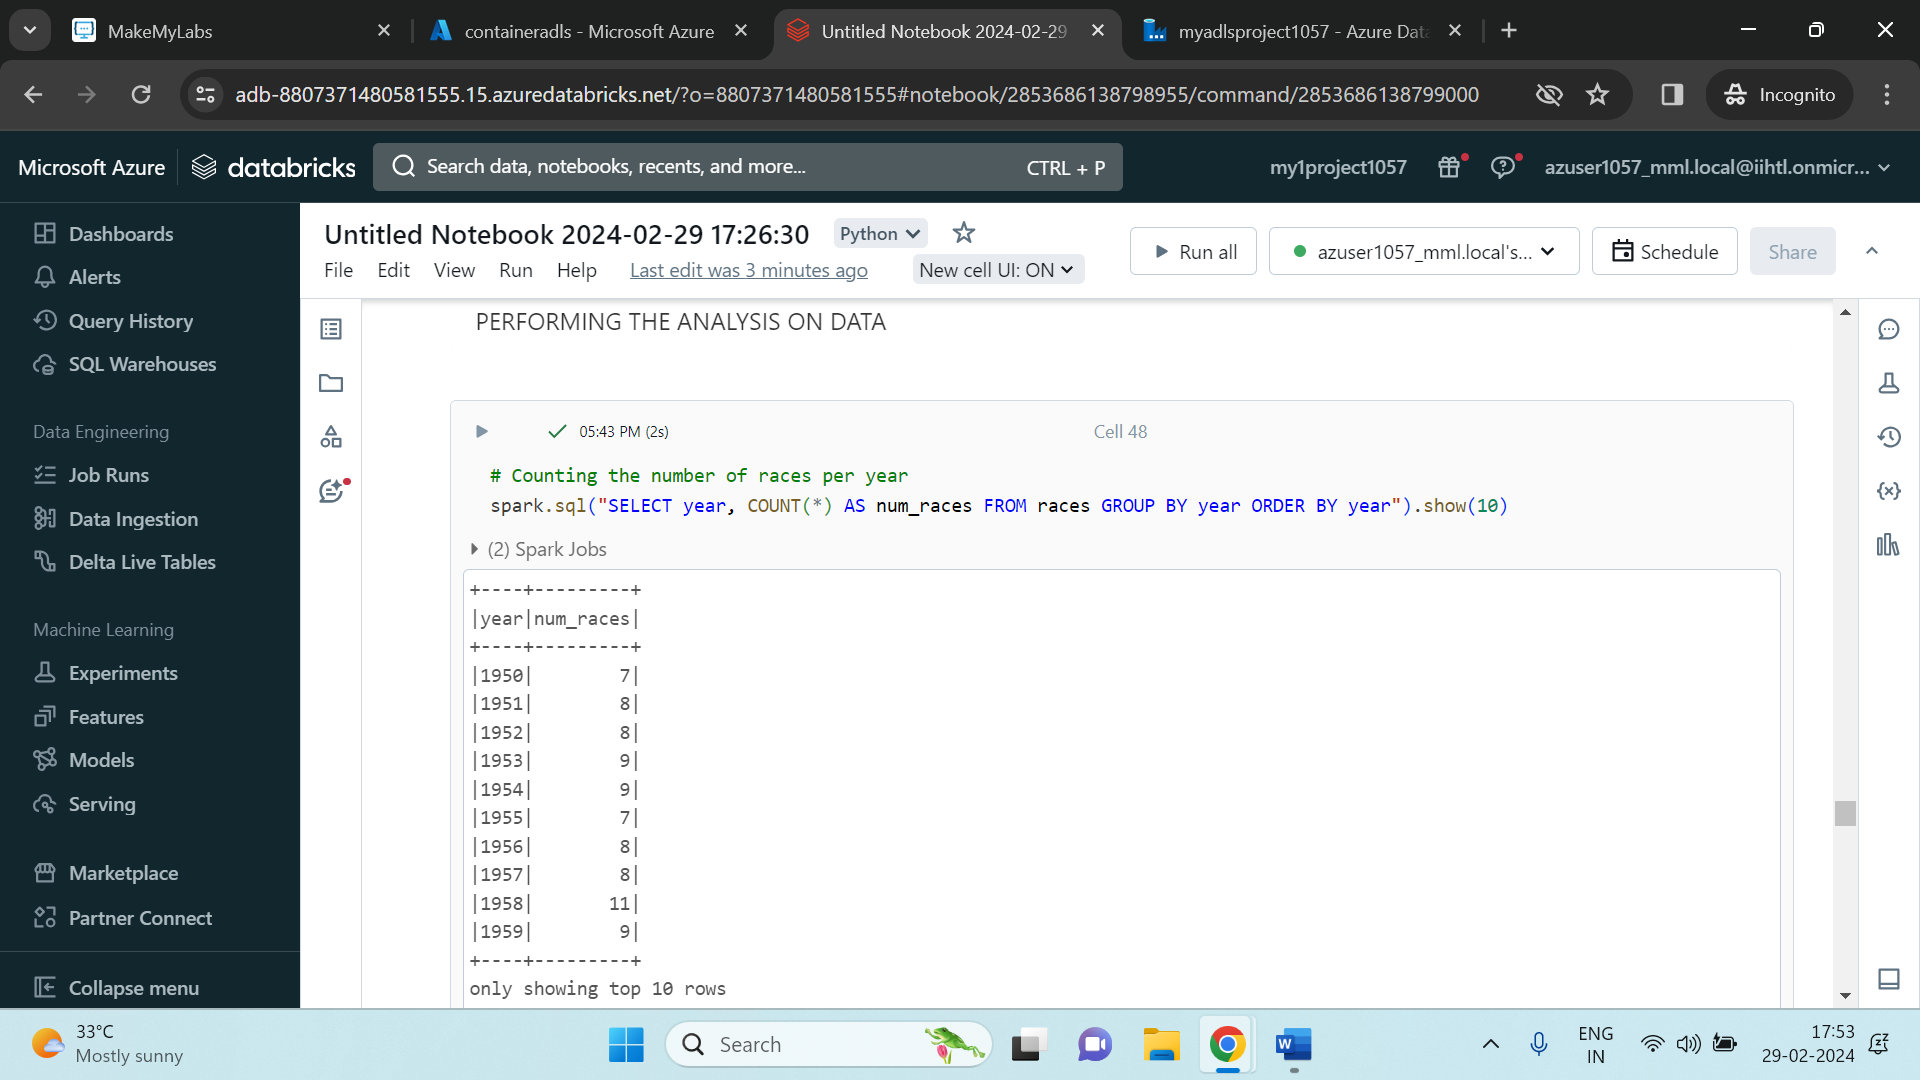 MakeMyLabs
containeradls - Microsoft Azure
Untitled Notebook 2024-02-29
myadlsproject1057 - Azure Data
adb-8807371480581555.15.azuredatabricks.net/?o=8807371480581555#notebook/2853686138798955/command/2853686138799000
Incognito
Microsoft Azure
databricks
Search data, notebooks, recents, and more...
CTRL + P
my1project1057
azuser1057_mml.local@iihtl.onmicr...
Dashboards
Alerts
Query History
SQL Warehouses
Data Engineering
Job Runs
Data Ingestion
Delta Live Tables
Machine Learning
Experiments
Features
Models
Serving
Marketplace
Partner Connect
Collapse menu
Untitled Notebook 2024-02-29 17:26:30
Python
Run all
azuser1057_mml.local's...
Schedule
Share
File Edit View Run Help
Last edit was 3 minutes ago
New cell UI: ON
PERFORMING THE ANALYSIS ON DATA
05:43 PM (2s)
Cell 48
# Counting the number of races per year
spark.sql("SELECT year, COUNT(*) AS num_races FROM races GROUP BY year ORDER BY year").show(10)
(2) Spark Jobs
+----+---------+
|year|num_races|
+----+---------+
|1950|        7|
|1951|        8|
|1952|        8|
|1953|        9|
|1954|        9|
|1955|        7|
|1956|        8|
|1957|        8|
|1958|       11|
|1959|        9|
+----+---------+
only showing top 10 rows
33°C
Mostly sunny
Search
W
ENG
IN
17:53
29-02-2024